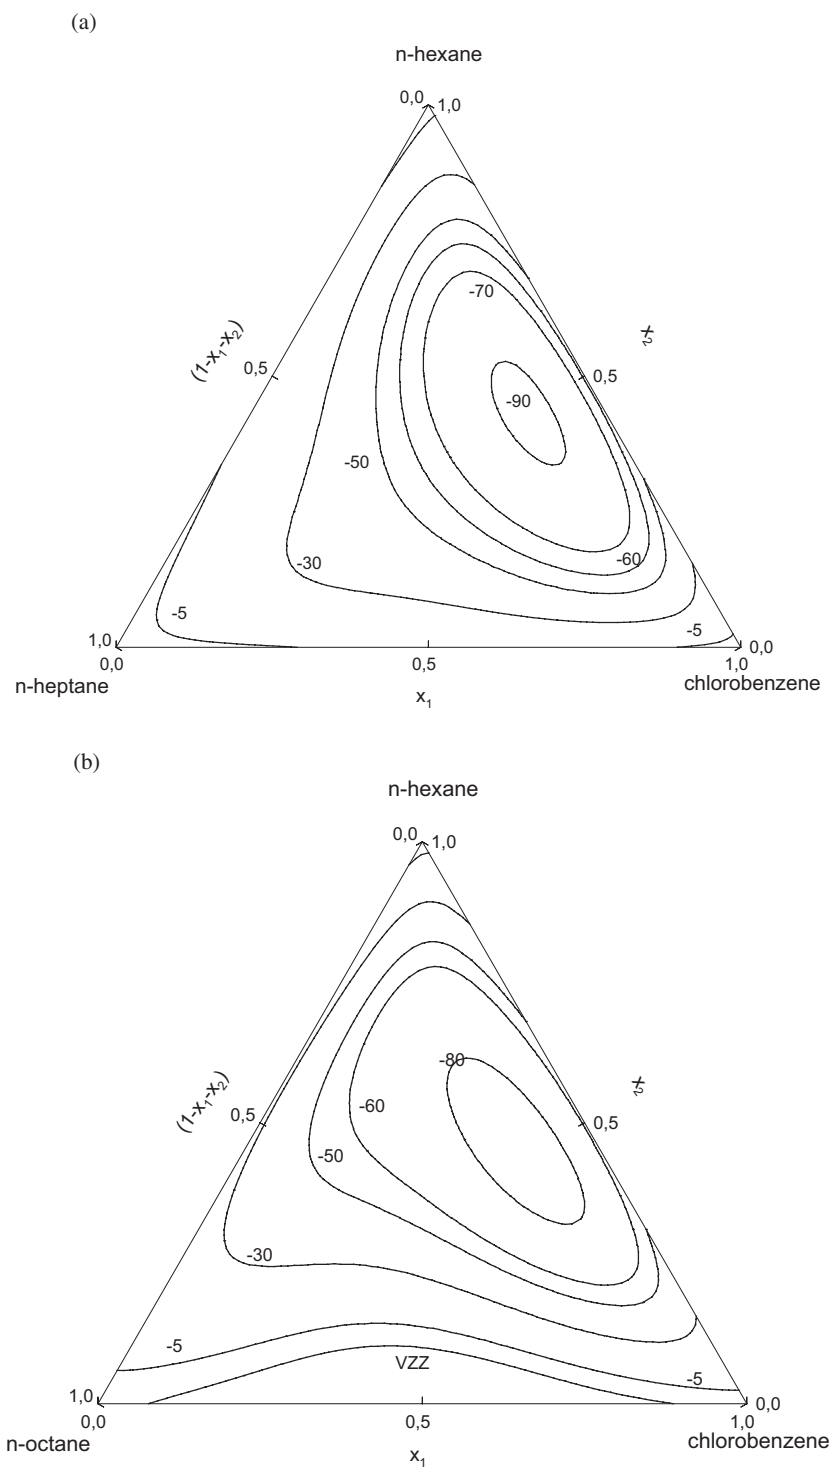 (a)
n-hexane
0,0 1,0
-70
(1-x₁-x₂)
x₂
0,5 0,5
-90
-50
-30 -60
-5 -5
1,0 0,0
0,0 0,5 1,0
n-heptane chlorobenzene
x₁
(b)
n-hexane
0,0 1,0
-80
(1-x₁-x₂)
x₂
-60
0,5 0,5
-50
-30
-5
VZZ
-5
1,0 0,0
0,0 0,5 1,0
n-octane chlorobenzene
x₁